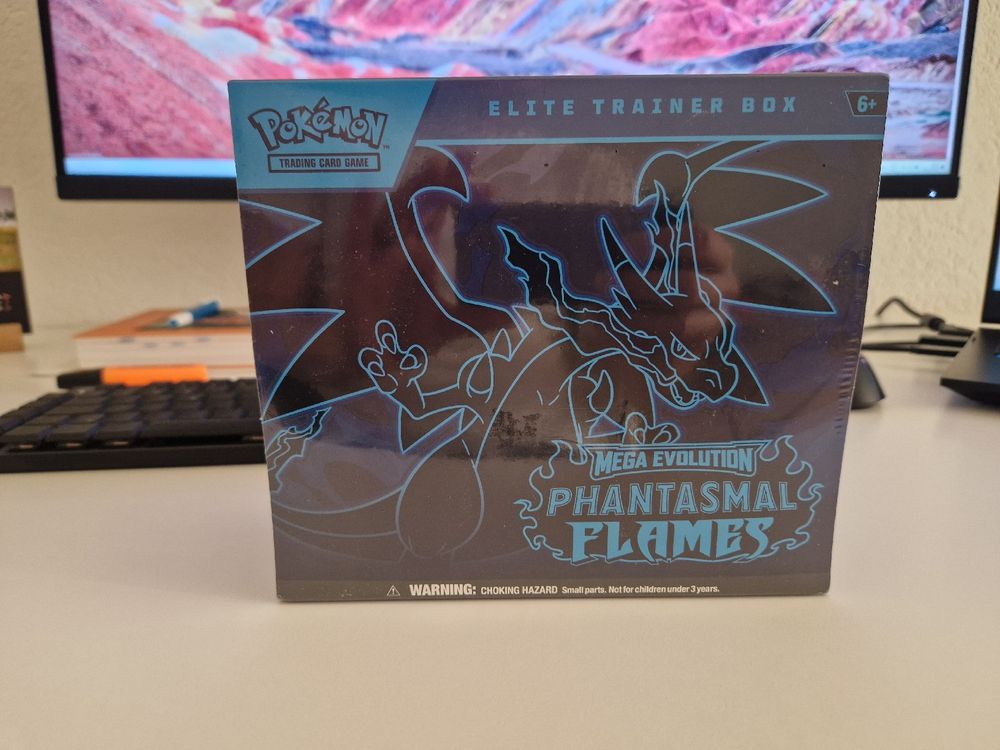 POKéMON™
TRADING CARD GAME
ELITE TRAINER BOX
6+
MEGA EVOLUTION
PHANTASMAL
FLAMES
⚠ WARNING: CHOKING HAZARD Small parts. Not for children under 3 years.